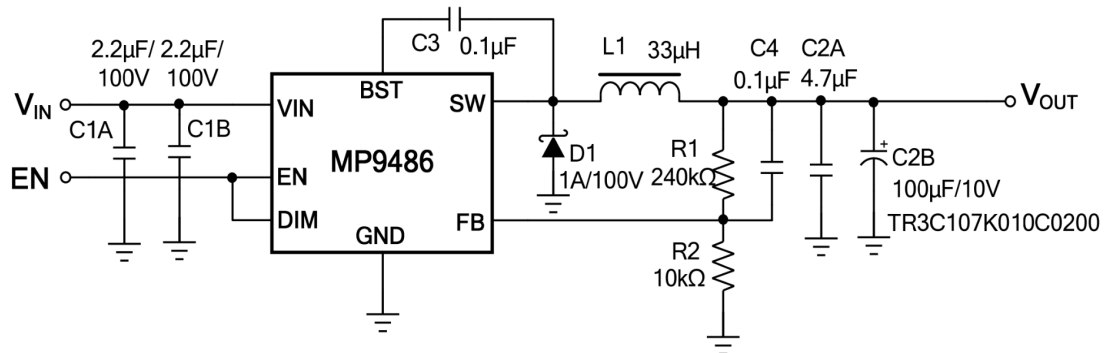 C3 0.1µF
L1 33µH
C4 C2A
0.1µF 4.7µF
2.2µF/ 2.2µF/
100V 100V
VIN
C1A C1B
EN
VIN
BST
SW
MP9486
EN
DIM
GND
FB
D1
1A/100V
R1
240kΩ
R2
10kΩ
+
C2B
100µF/10V
TR3C107K010C0200
VOUT